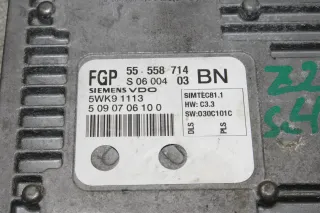 FGP 55 558 714
S 06 004 03 BN
SIEMENS VDO
5WK9 1113
5 09 07 06 10 0
SIMTEC81.1
HW: C3.3
SW:030C101C
DLS PLS